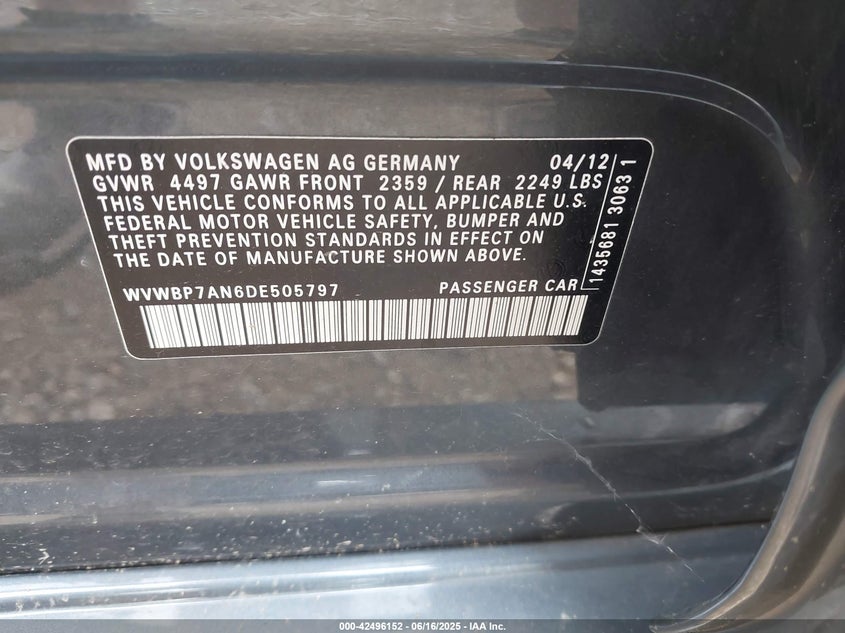 MFD BY VOLKSWAGEN AG GERMANY 04/12
GVWR 4497 GAWR FRONT 2359 / REAR 2249 LBS
THIS VEHICLE CONFORMS TO ALL APPLICABLE U.S.
FEDERAL MOTOR VEHICLE SAFETY, BUMPER AND
THEFT PREVENTION STANDARDS IN EFFECT ON
THE DATE OF MANUFACTURE SHOWN ABOVE.
WVWBP7AN6DE505797 PASSENGER CAR
1435681 30631
000-42496152 - 06/16/2025 - IAA Inc.